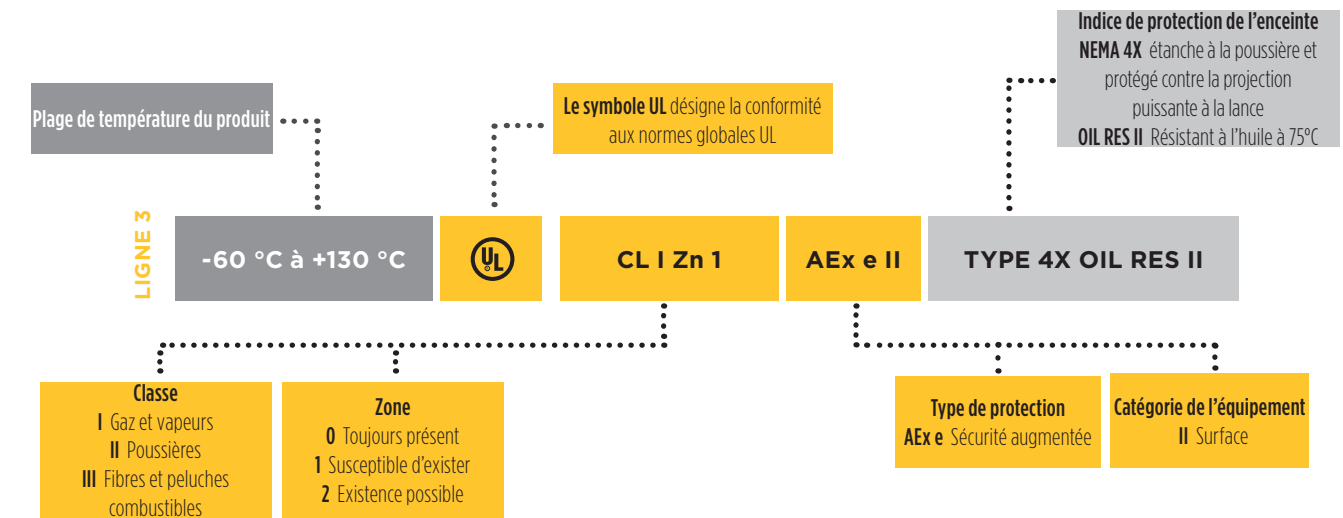 Indice de protection de l'enceinte
NEMA 4X étanche à la poussière et
protégé contre la projection
puissante à la lance
OIL RES II Résistant à l'huile à 75°C
Plage de température du produit
Le symbole UL désigne la conformité
aux normes globales UL
LIGNE 3
-60 °C à +130 °C
UL
CL I Zn 1
AEx e II
TYPE 4X OIL RES II
Classe
I Gaz et vapeurs
II Poussières
III Fibres et peluches
combustibles
Zone
0 Toujours présent
1 Susceptible d'exister
2 Existence possible
Type de protection
AEx e Sécurité augmentée
Catégorie de l'équipement
II Surface